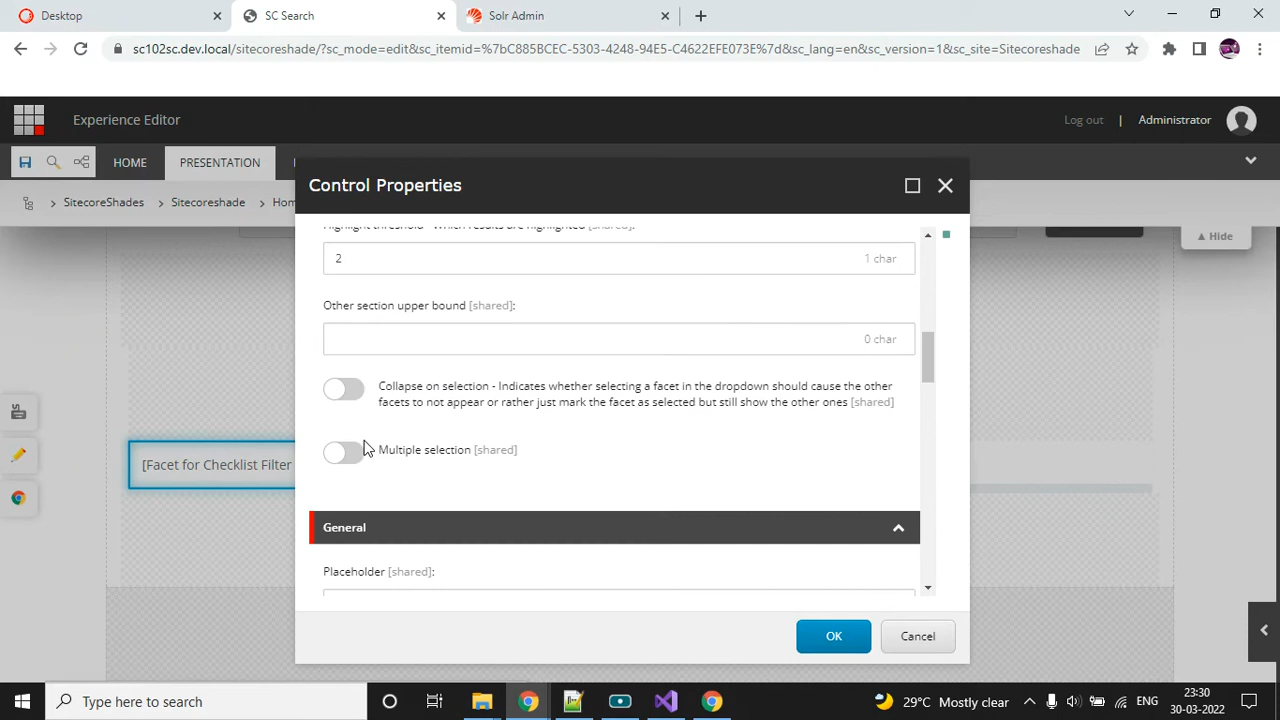 Desktop
SC Search
Solr Admin
sc102sc.dev.local/sitecoreshade/?sc_mode=edit&sc_itemid=%7bC885BCEC-5303-4248-94E5-C4622EFE073E%7d&sc_lang=en&sc_version=1&sc_site=Sitecoreshade
Experience Editor
Log out | Administrator
HOME PRESENTATION
Control Properties
SitecoreShades > Sitecoreshade > Hom
Highlight threshold - Which results are highlighted [shared]:
▲ Hide
2
1 char
Other section upper bound [shared]:
0 char
Collapse on selection - Indicates whether selecting a facet in the dropdown should cause the other
facets to not appear or rather just mark the facet as selected but still show the other ones [shared]
Multiple selection [shared]
[Facet for Checklist Filter
General
Placeholder [shared]:
OK
Cancel
Type here to search
29°C Mostly clear
ENG
23:30
30-03-2022